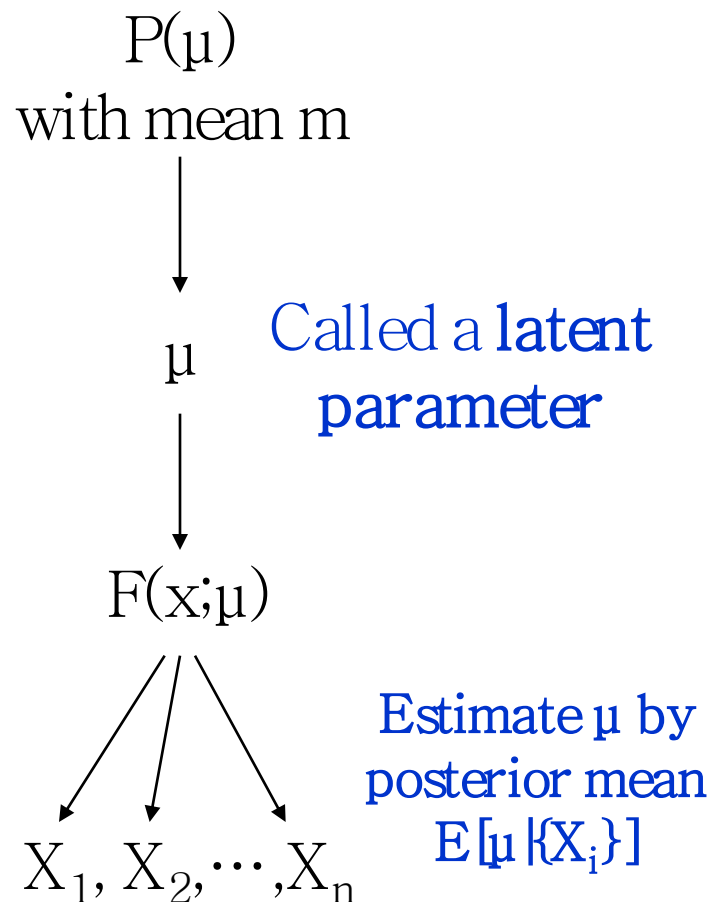 P(µ)
with mean m
µ
Called a latent
parameter
F(x;µ)
Estimate µ by
posterior mean
E[µ|{Xᵢ}]
X₁, X₂,⋯,Xₙ